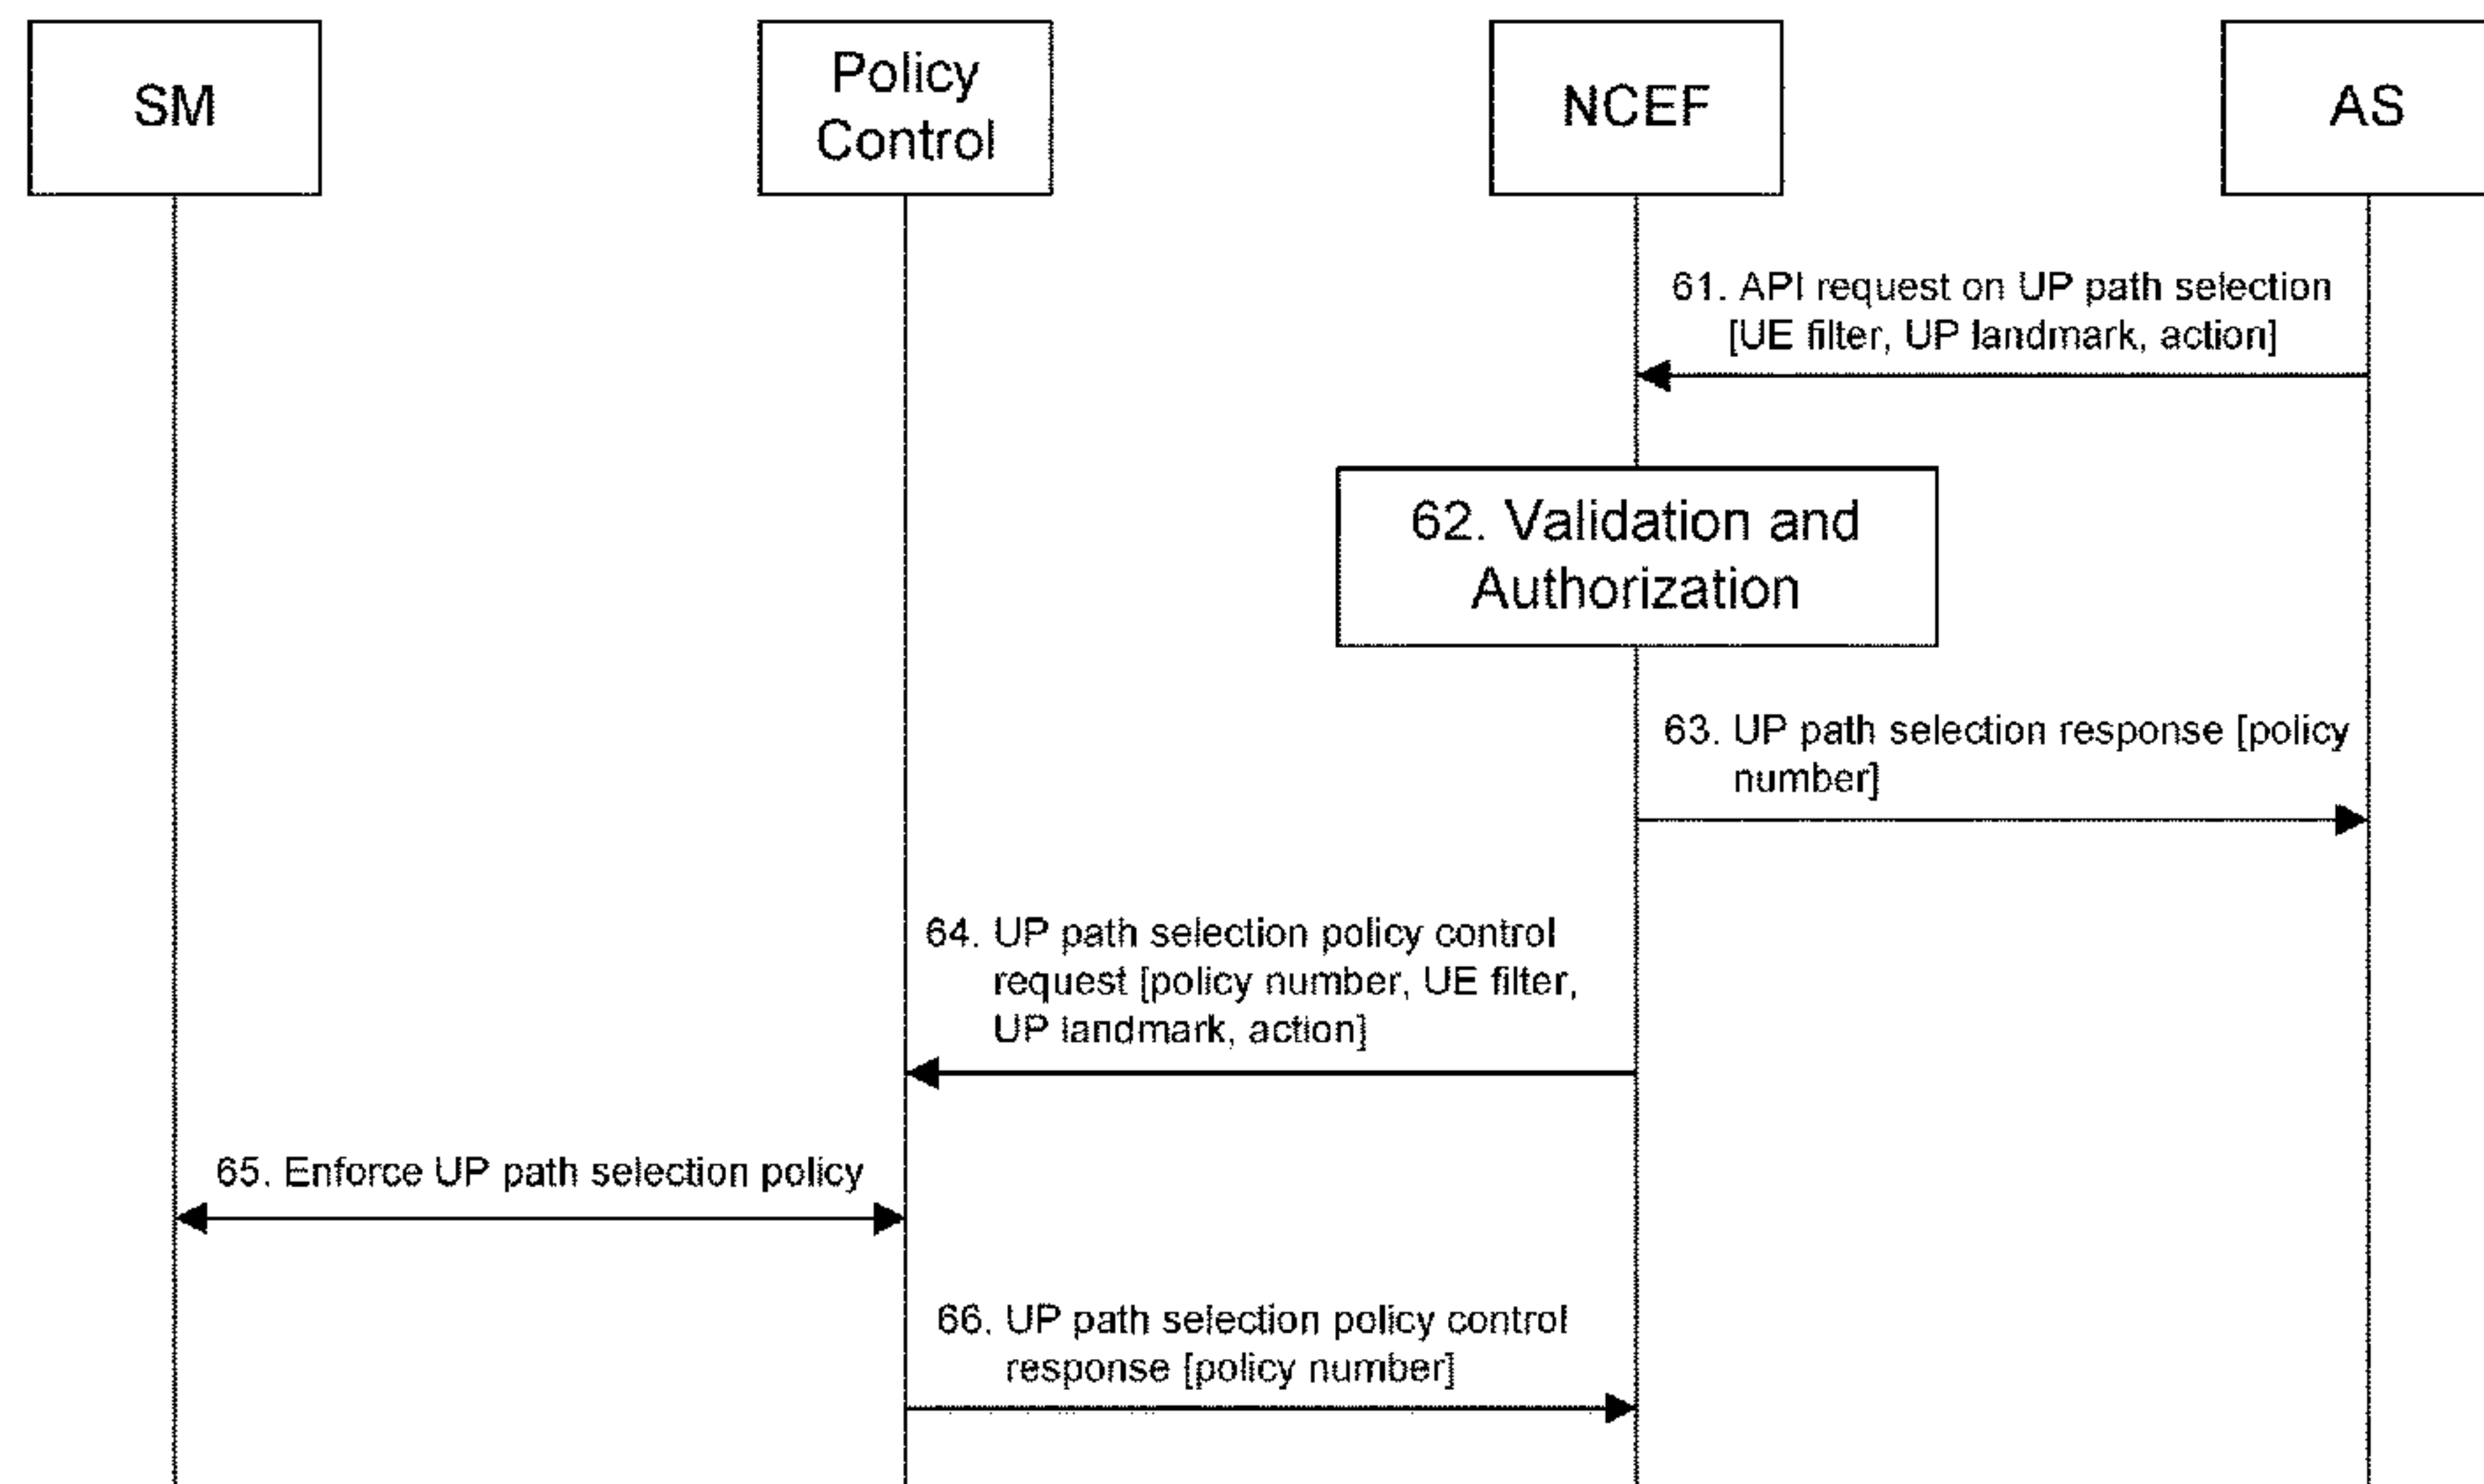 SM
Policy
Control
NCEF
AS
61. API request on UP path selection
[UE filter, UP landmark, action]
62. Validation and
Authorization
63. UP path selection response [policy
number]
64. UP path selection policy control
request [policy number, UE filter,
UP landmark, action]
65. Enforce UP path selection policy
66. UP path selection policy control
response [policy number]